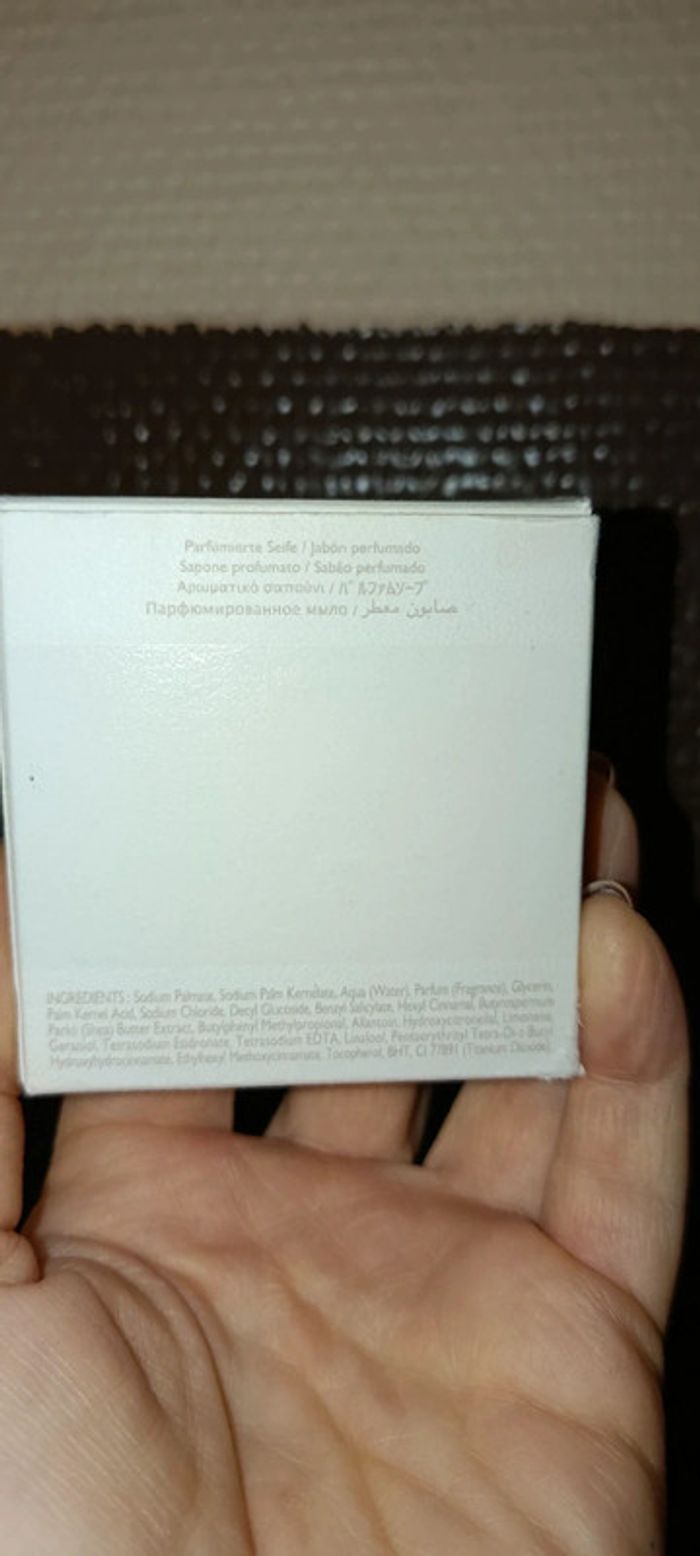 Parfümierte Seife / Jabón perfumado
Sapone profumato / Sabão perfumado
Αρωματικό σαπούνι / パルファムソープ
Парфюмированное мыло / صابون معطر
INGREDIENTS : Sodium Palmate, Sodium Palm Kernelate, Aqua (Water), Parfum (Fragrance), Glycerin,
Palm Kernel Acid, Sodium Chloride, Decyl Glucoside, Benzyl Salicylate, Hexyl Cinnamal, Butyrospermum
Parkii (Shea) Butter Extract, Butylphenyl Methylpropional, Allantoin, Hydroxycitronellal, Limonene,
Geraniol, Tetrasodium Etidronate, Tetrasodium EDTA, Linalool, Pentaerythrityl Tetra-Di-t-Butyl
Hydroxyhydrocinnamate, Ethylhexyl Methoxycinnamate, Tocopherol, BHT, CI 77891 (Titanium Dioxide).